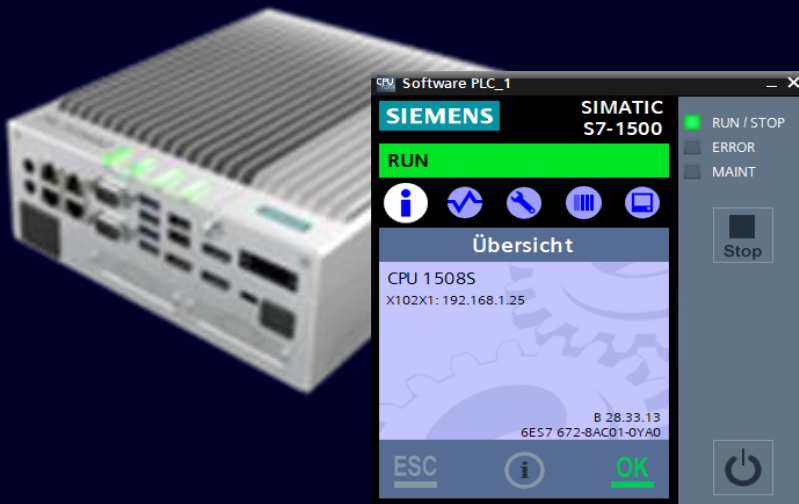 CPU Software PLC_1
SIEMENS
SIMATIC
S7-1500
RUN
Übersicht
CPU 1508S
X102X1: 192.168.1.25
B 28.33.13
6ES7 672-8AC01-0YA0
ESC
i
OK
RUN / STOP
ERROR
MAINT
Stop